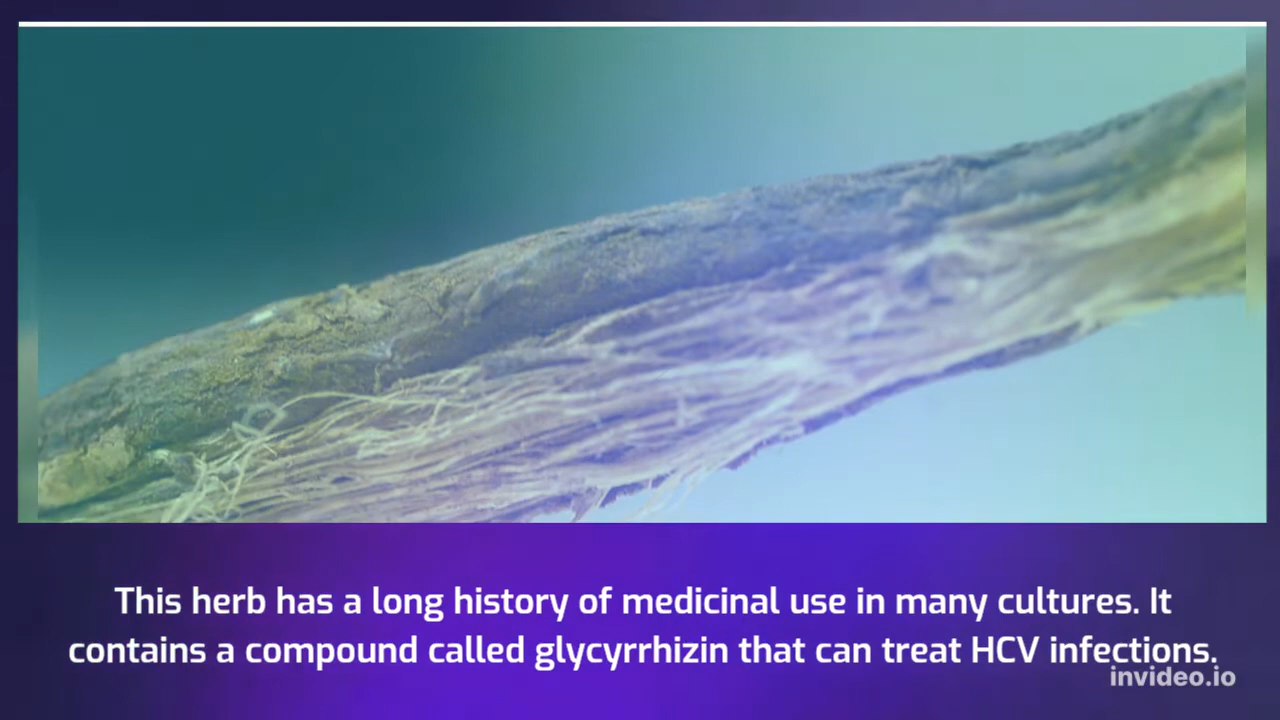 This herb has a long history of medicinal use in many cultures. It
contains a compound called glycyrrhizin that can treat HCV infections.
invideo.io